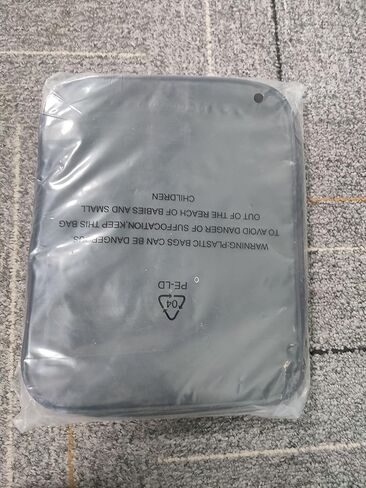 04
PE-LD
WARNING-PLASTIC BAGS CAN BE DANGEROUS
TO AVOID DANGER OF SUFFOCATION,KEEP THIS BAG
OUT OF THE REACH OF BABIES AND SMALL
CHILDREN